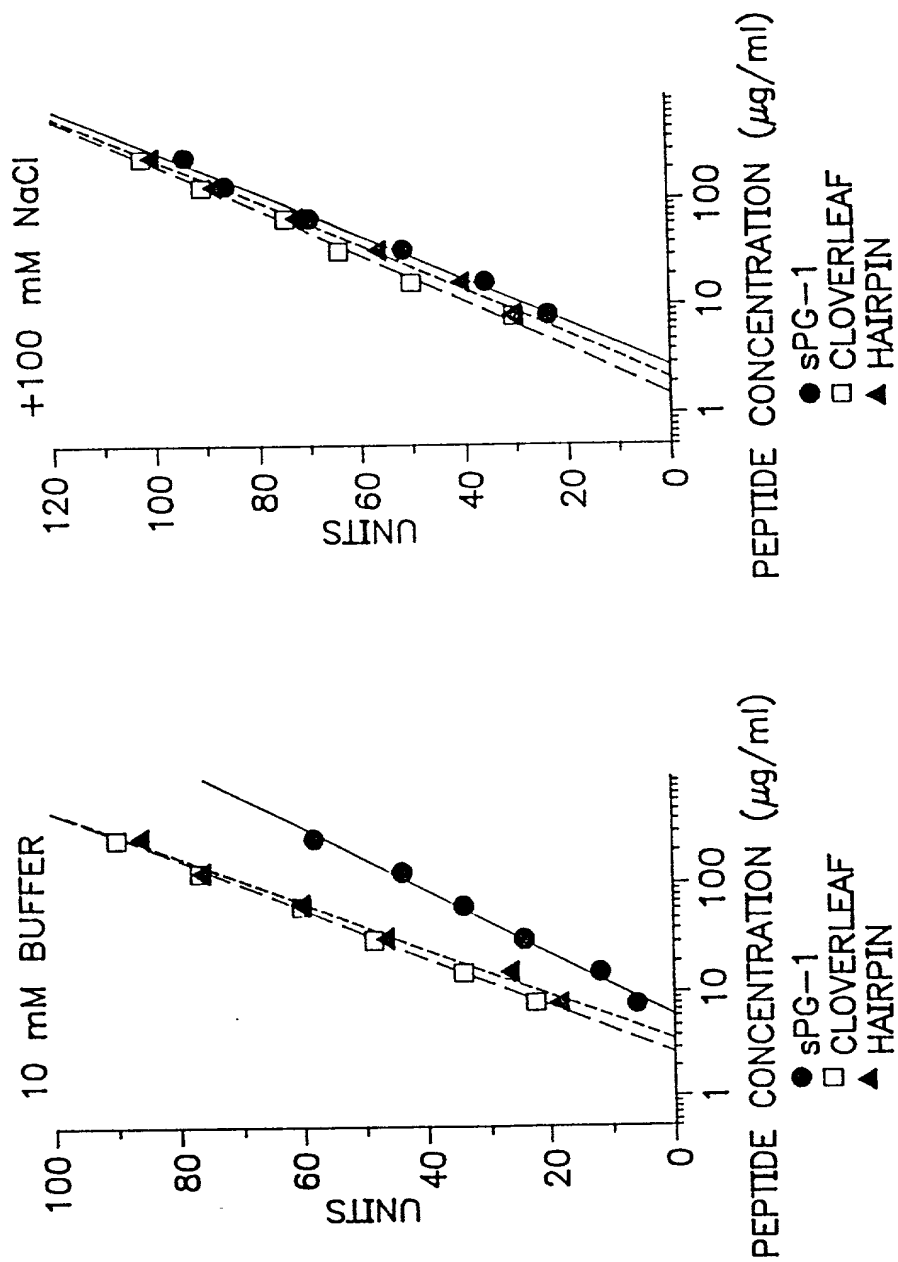 10 mM BUFFER
100
80
60
40
20
0
UNITS
1
10
100
PEPTIDE CONCENTRATION (µg/ml)
● sPG-1
□ CLOVERLEAF
▲ HAIRPIN
+100 mM NaCl
120
100
80
60
40
20
0
UNITS
1
10
100
PEPTIDE CONCENTRATION (µg/ml)
● sPG-1
□ CLOVERLEAF
▲ HAIRPIN